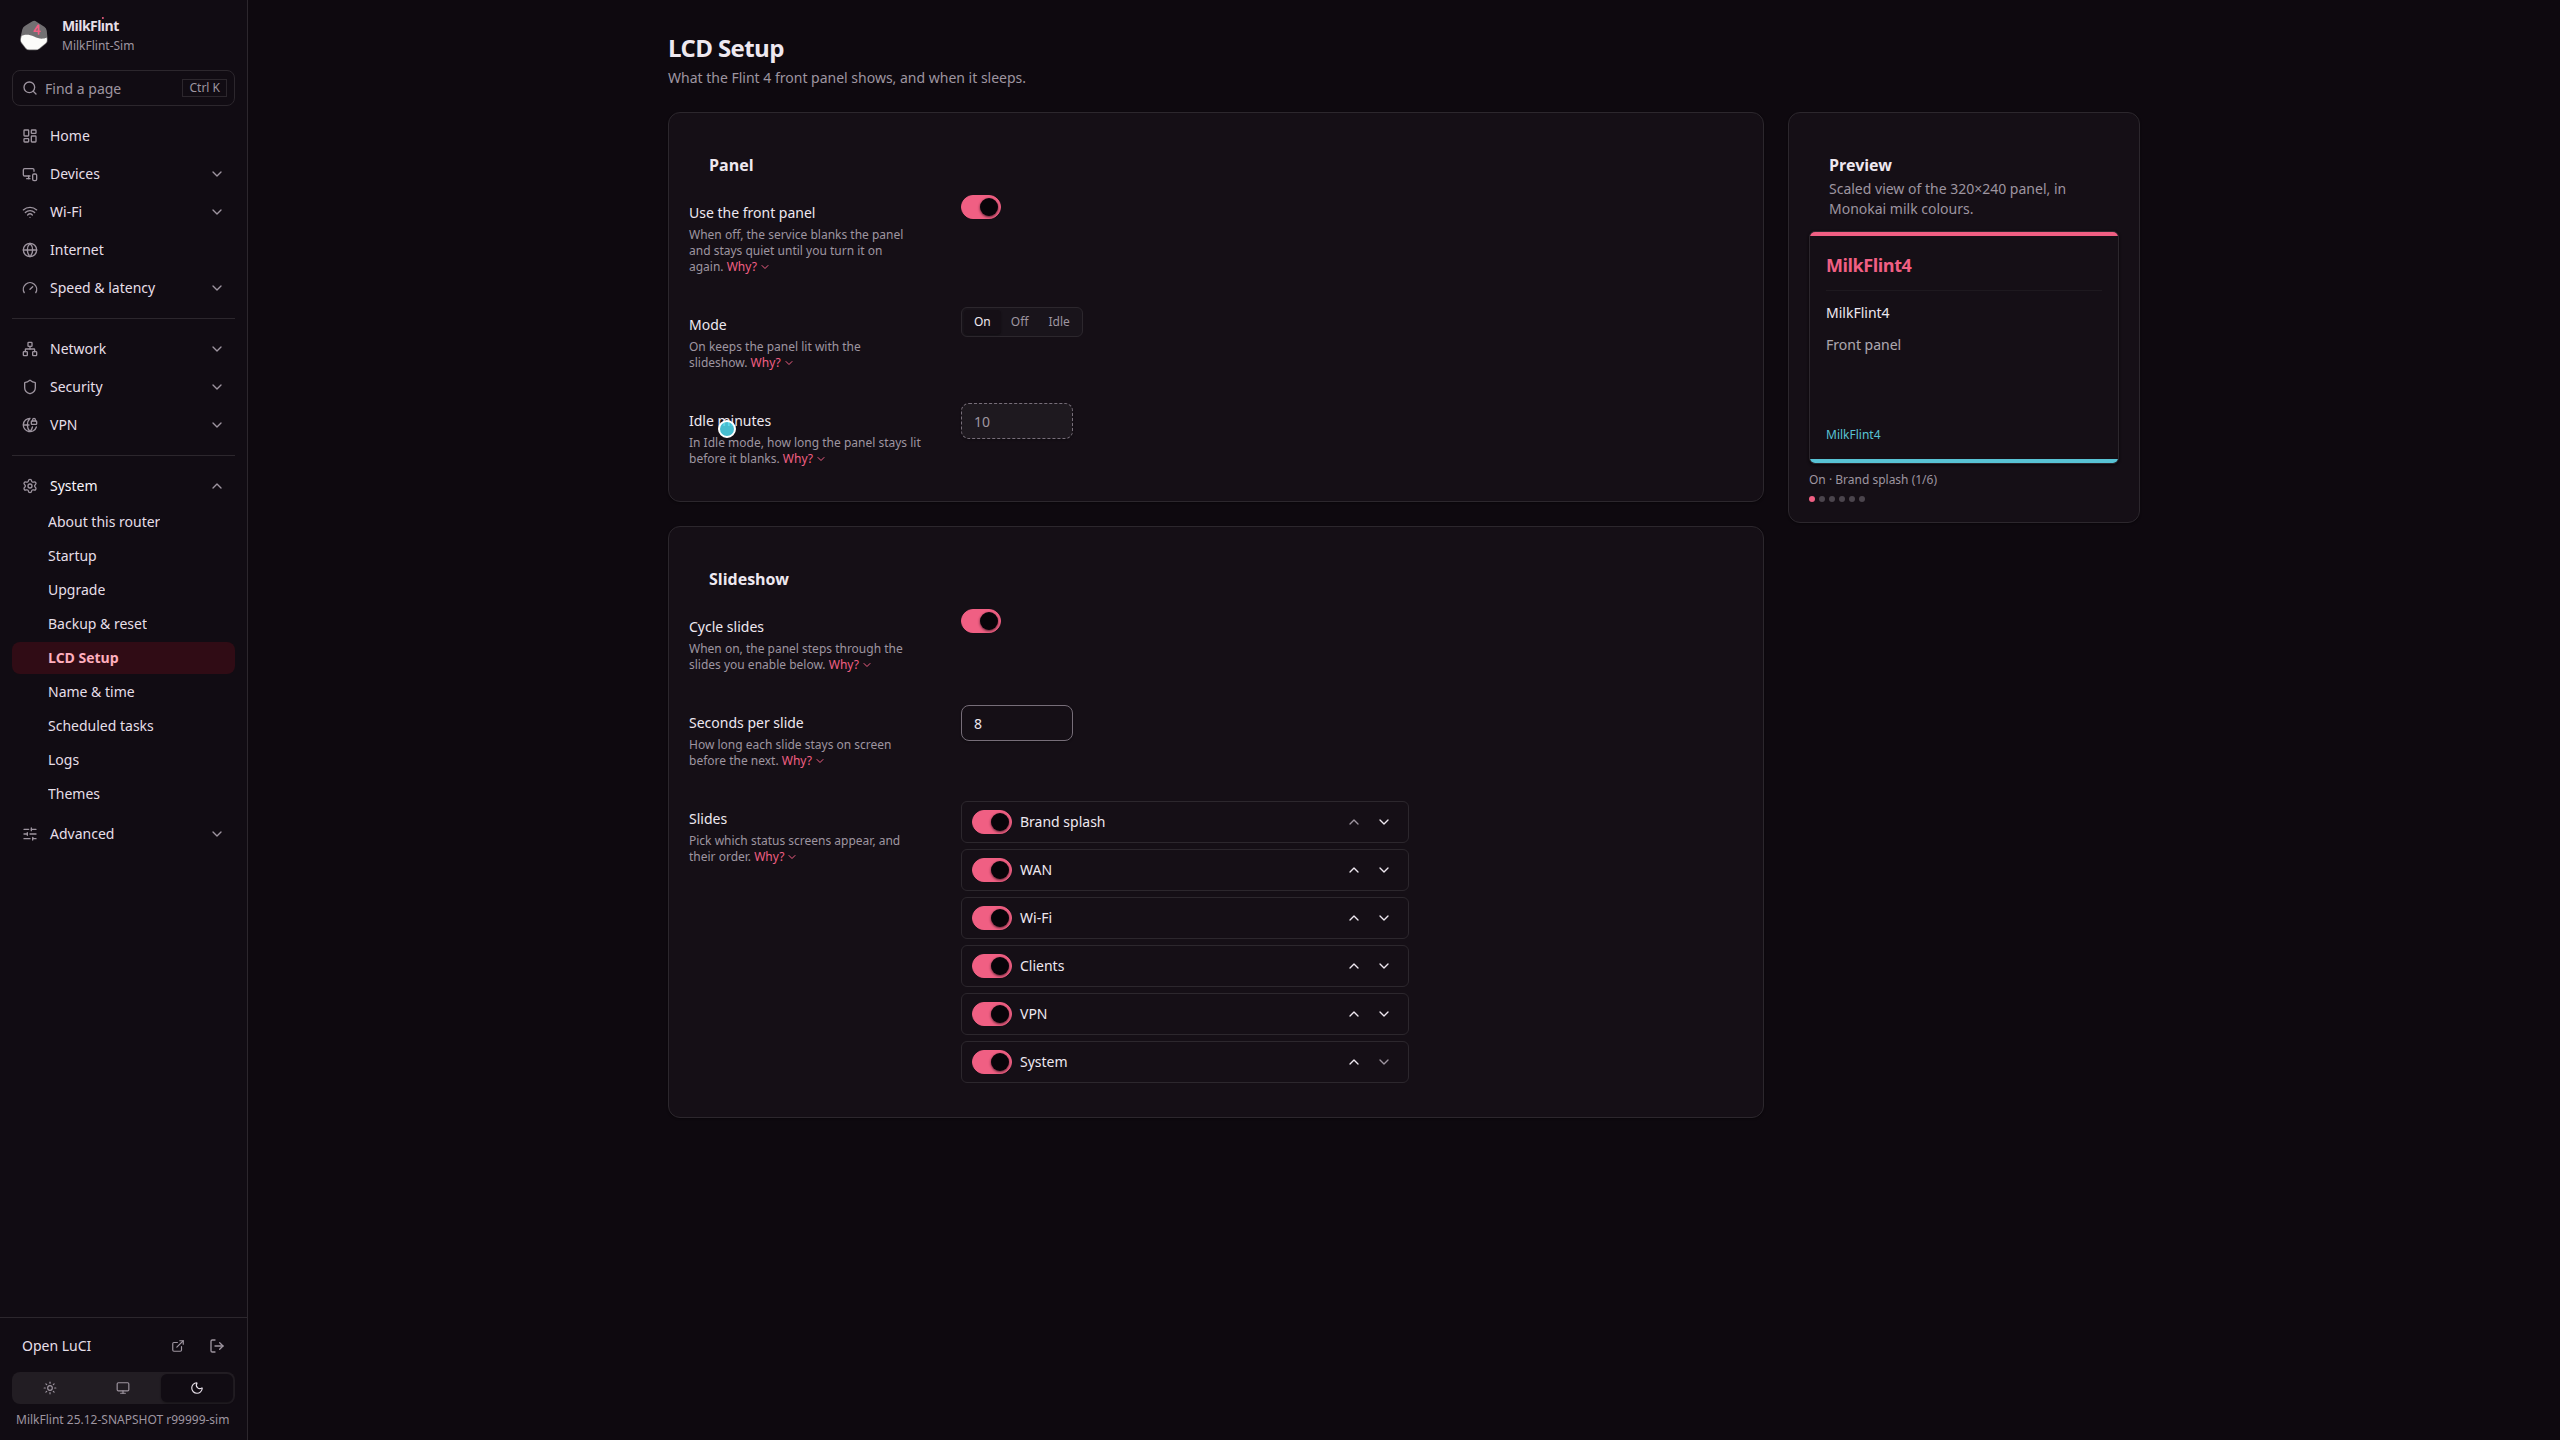 MilkFlint
MilkFlint-Sim
Find a page
Ctrl K
Home
Devices
Wi-Fi
Internet
Speed & latency
Network
Security
VPN
System
About this router
Startup
Upgrade
Backup & reset
LCD Setup
Name & time
Scheduled tasks
Logs
Themes
Advanced
Open LuCI
MilkFlint 25.12-SNAPSHOT r99999-sim
LCD Setup
What the Flint 4 front panel shows, and when it sleeps.
Panel
Use the front panel
When off, the service blanks the panel
and stays quiet until you turn it on
again. Why?
Mode
On keeps the panel lit with the
slideshow. Why?
On Off Idle
Idle minutes
In Idle mode, how long the panel stays lit
before it blanks. Why?
10
Slideshow
Cycle slides
When on, the panel steps through the
slides you enable below. Why?
Seconds per slide
How long each slide stays on screen
before the next. Why?
8
Slides
Pick which status screens appear, and
their order. Why?
Brand splash
WAN
Wi-Fi
Clients
VPN
System
Preview
Scaled view of the 320×240 panel, in
Monokai milk colours.
MilkFlint4
MilkFlint4
Front panel
MilkFlint4
On · Brand splash (1/6)